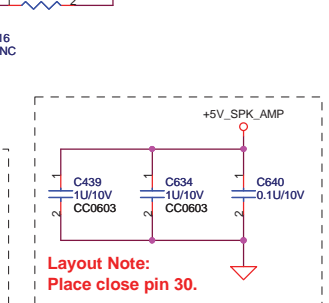 2
16
NC
+5V_SPK_AMP
1 1 1
C439 C634 C640
1U/10V 1U/10V 0.1U/10V
CC0603 CC0603
2 2 2
Layout Note:
Place close pin 30.